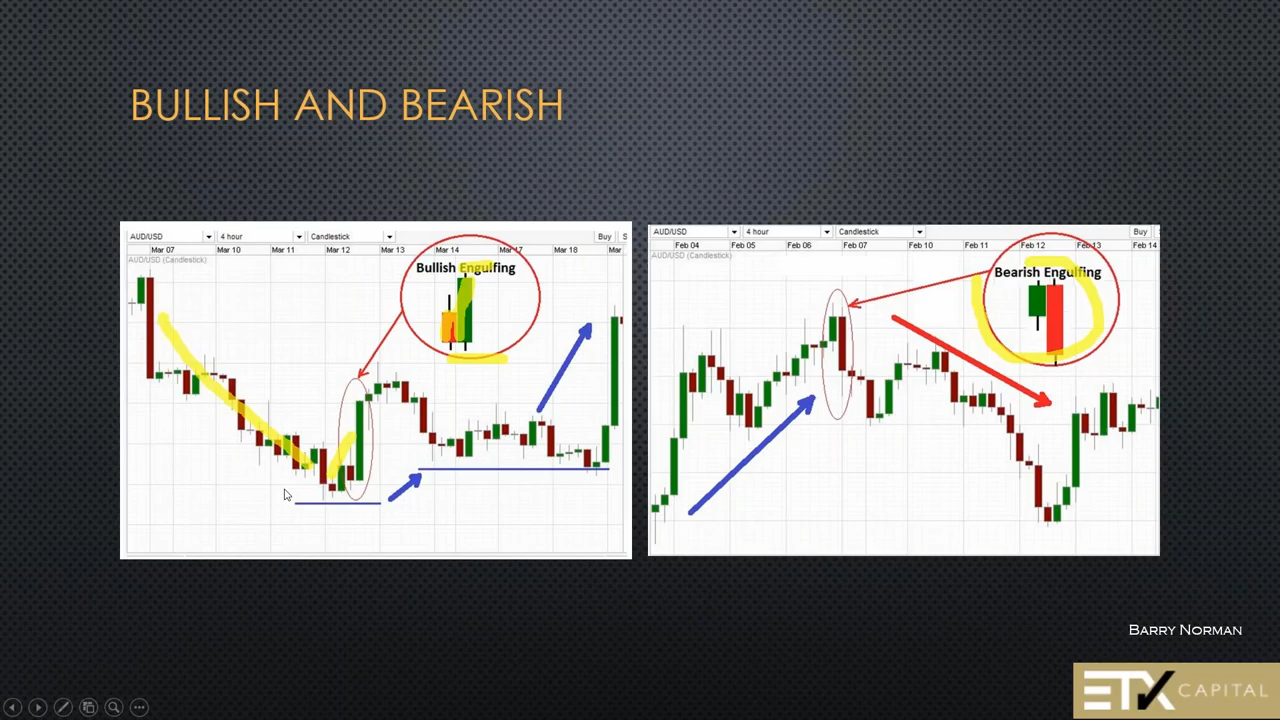 BULLISH AND BEARISH
AUD/USD 4 hour Candlestick Buy S
Mar 07 Mar 10 Mar 11 Mar 12 Mar 13 Mar 14 Mar 17 Mar 18 Mar
AUD/USD (Candlestick)
Bullish Engulfing
AUD/USD 4 hour Candlestick Buy
Feb 04 Feb 05 Feb 06 Feb 07 Feb 10 Feb 11 Feb 12 Feb 13 Feb 14
AUD/USD (Candlestick)
Bearish Engulfing
Barry Norman
ETX CAPITAL